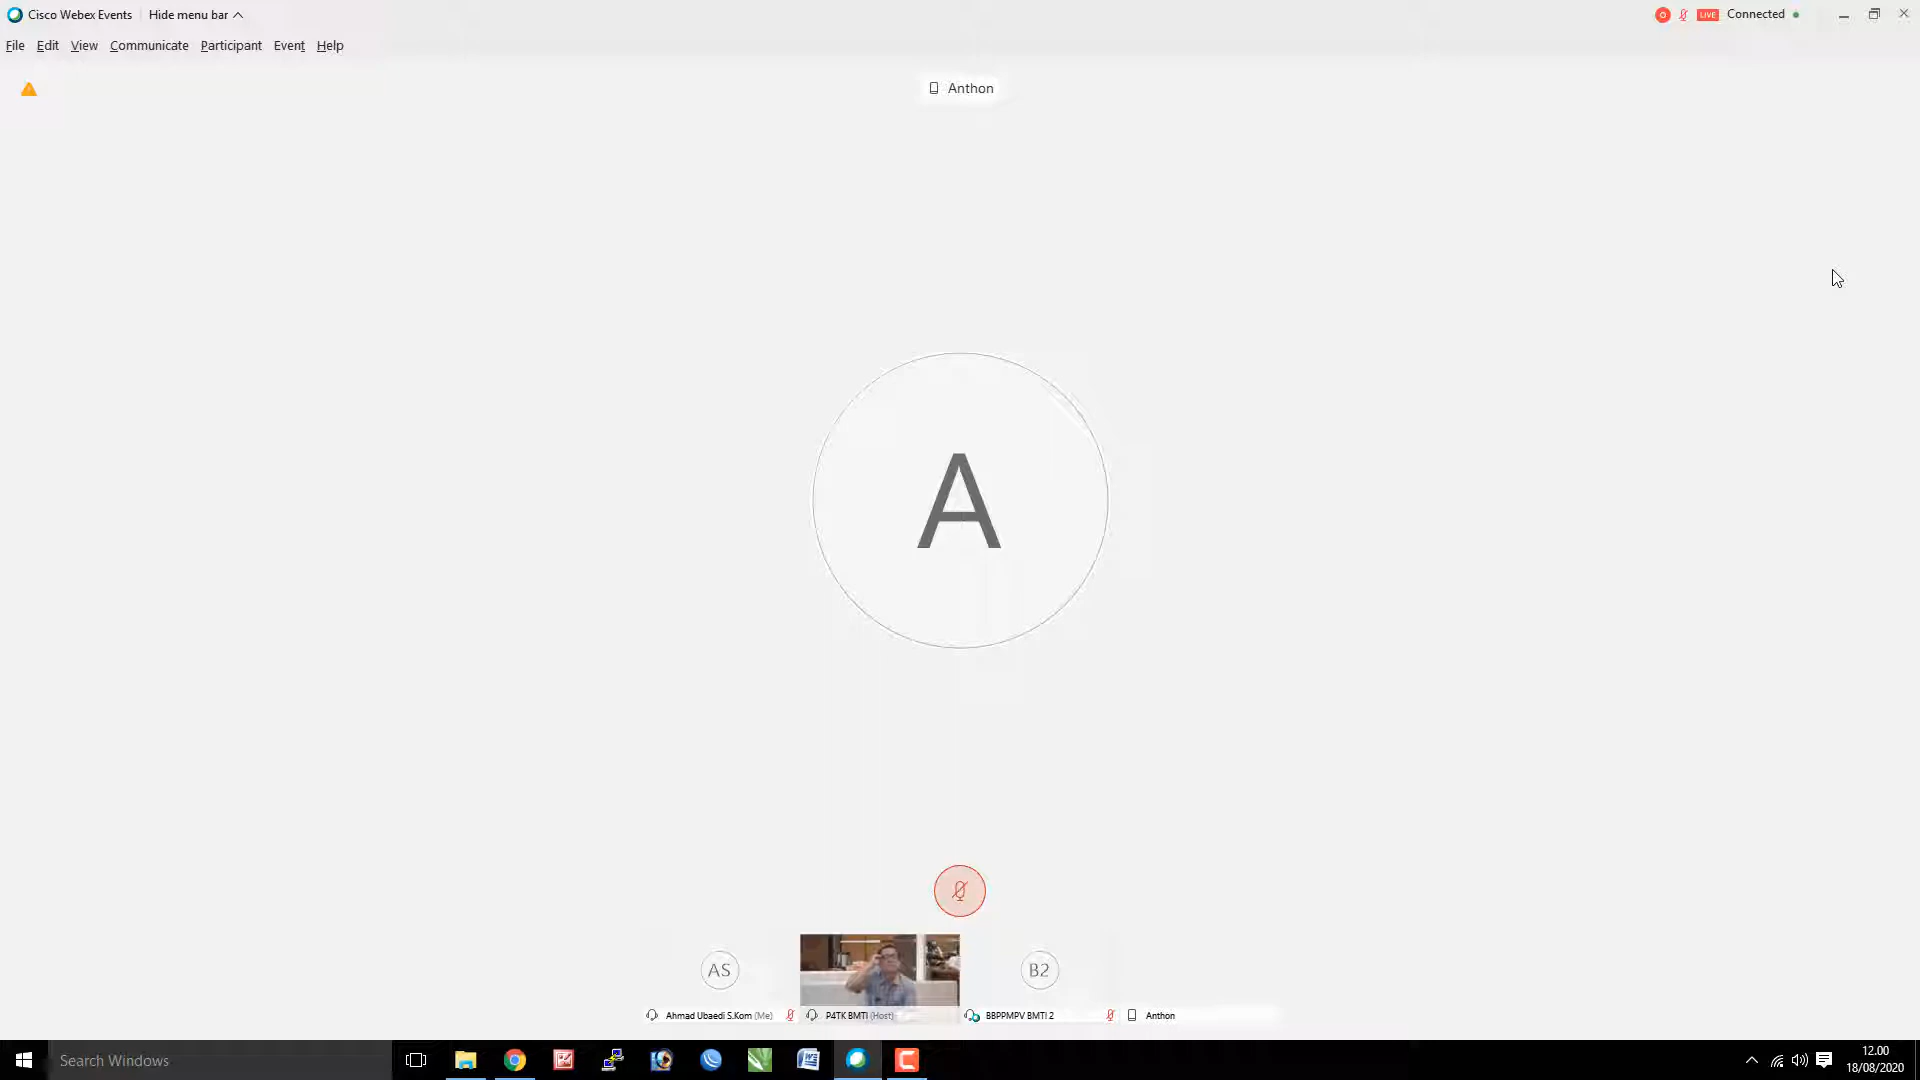 Cisco Webex Events Hide menu bar LIVE Connected
File Edit View Communicate Participant Event Help
Anthon
A
AS B2
Ahmad Ubaedi S.Kom (Me) P4TK BMTI (Host) BBPPMPV BMTI 2 Anthon
Search Windows
12.00
18/08/2020